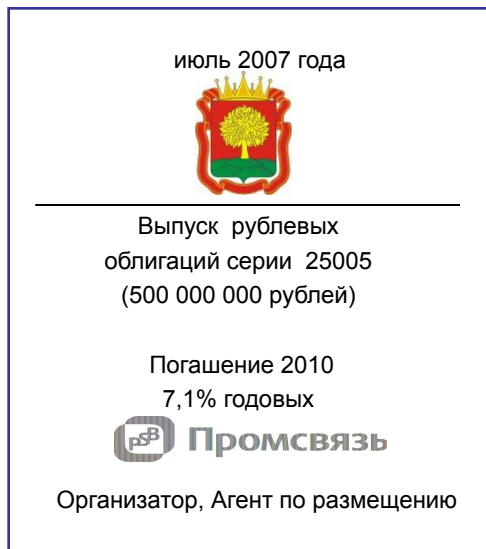 июль 2007 года
Выпуск рублевых
облигаций серии 25005
(500 000 000 рублей)
Погашение 2010
7,1% годовых
PSB Промсвязь
Организатор, Агент по размещению